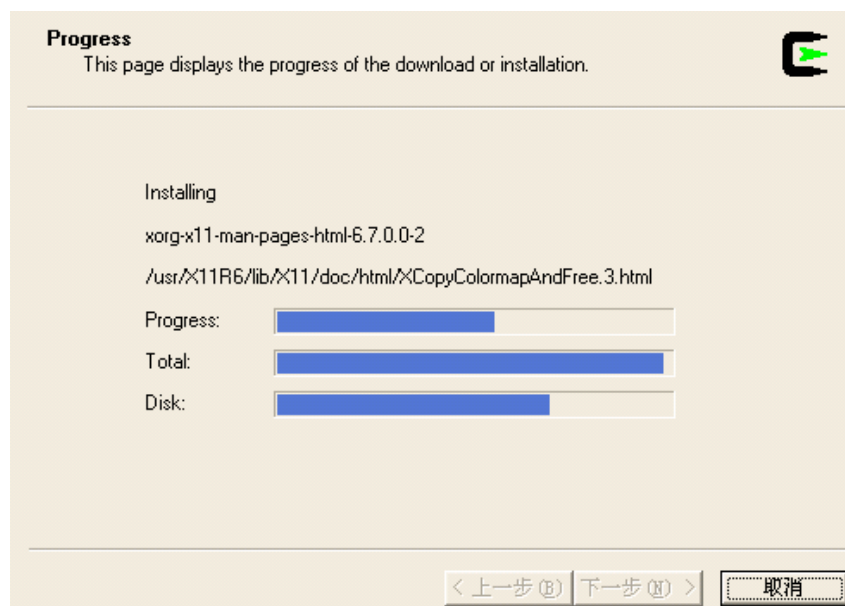 Progress
This page displays the progress of the download or installation.
Installing
xorg-x11-man-pages-html-6.7.0.0-2
/usr/X11R6/lib/X11/doc/html/XCopyColormapAndFree.3.html
Progress:
Total:
Disk:
< 上一步(B) 下一步(N) > 取消